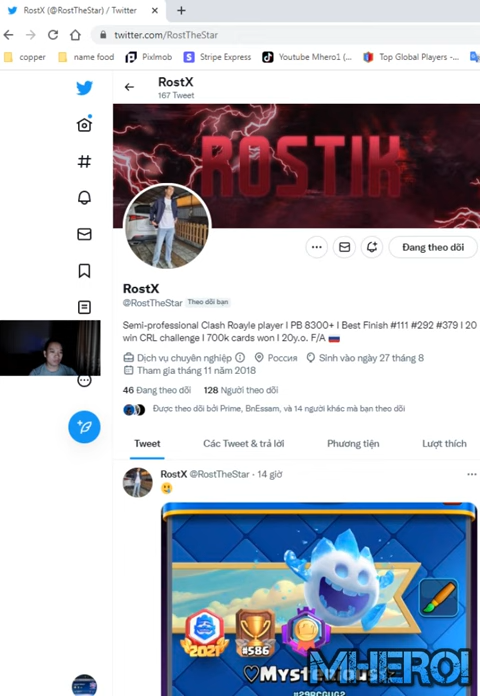 RostX (@RostTheStar) / Twitter
twitter.com/RostTheStar
copper
name food
PixImob
Stripe Express
Youtube Mhero1 (...
Top Global Players -...
RostX
167 Tweet
ROSTIK
Đang theo dõi
RostX
@RostTheStar Theo dõi bạn
Semi-professional Clash Roayle player I PB 8300+ I Best Finish #111 #292 #379 I 20
win CRL challenge I 700k cards won I 20y.o. F/A
Dịch vụ chuyên nghiệp Россия Sinh vào ngày 27 tháng 8
Tham gia tháng 11 năm 2018
46 Đang theo dõi 128 Người theo dõi
Được theo dõi bởi Prime, BnEssam, và 14 người khác mà bạn theo dõi
Tweet Các Tweet & trả lời Phương tiện Lượt thích
RostX @RostTheStar · 14 giờ
2021
#586
♡Mysterious
MHERO!